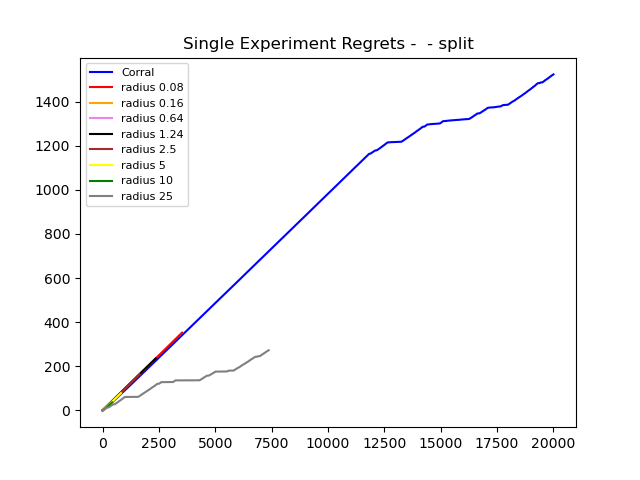 Single Experiment Regrets -  - split
Corral
radius 0.08
radius 0.16
radius 0.64
radius 1.24
radius 2.5
radius 5
radius 10
radius 25
1400
1200
1000
800
600
400
200
0
0 2500 5000 7500 10000 12500 15000 17500 20000